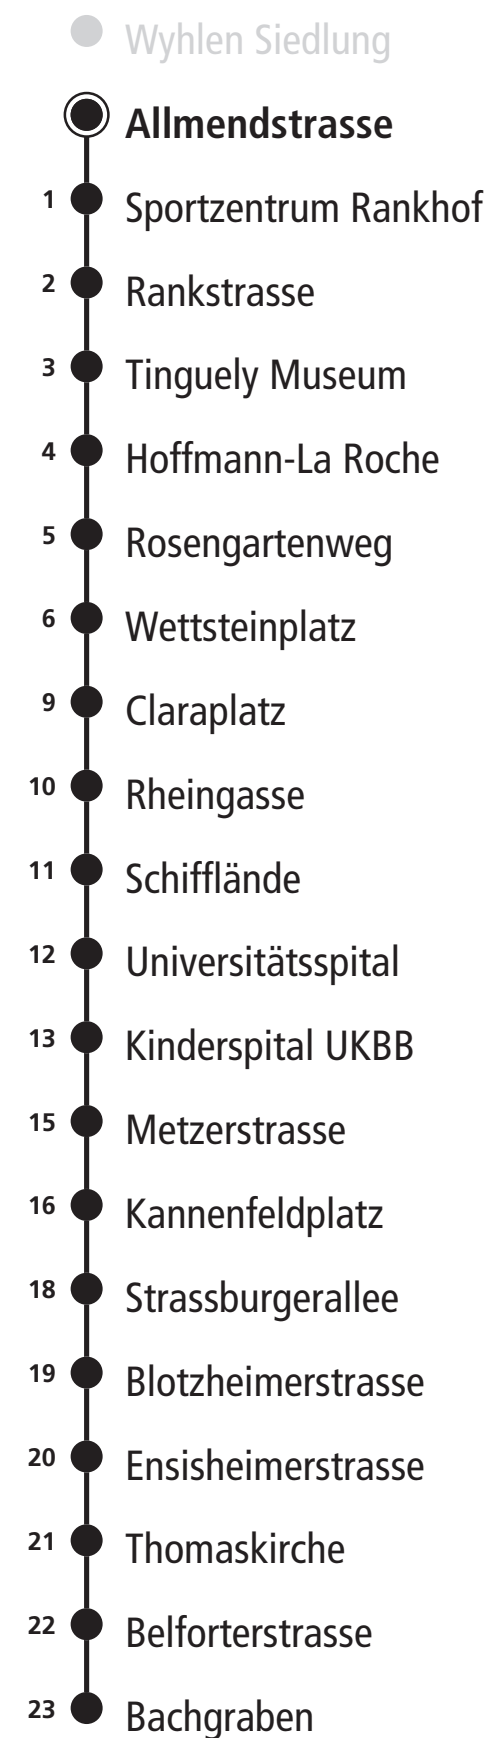 Wyhlen Siedlung
Allmendstrasse
1 Sportzentrum Rankhof
2 Rankstrasse
3 Tinguely Museum
4 Hoffmann-La Roche
5 Rosengartenweg
6 Wettsteinplatz
9 Claraplatz
10 Rheingasse
11 Schifflände
12 Universitätsspital
13 Kinderspital UKBB
15 Metzerstrasse
16 Kannenfeldplatz
18 Strassburgerallee
19 Blotzheimerstrasse
20 Ensisheimerstrasse
21 Thomaskirche
22 Belforterstrasse
23 Bachgraben